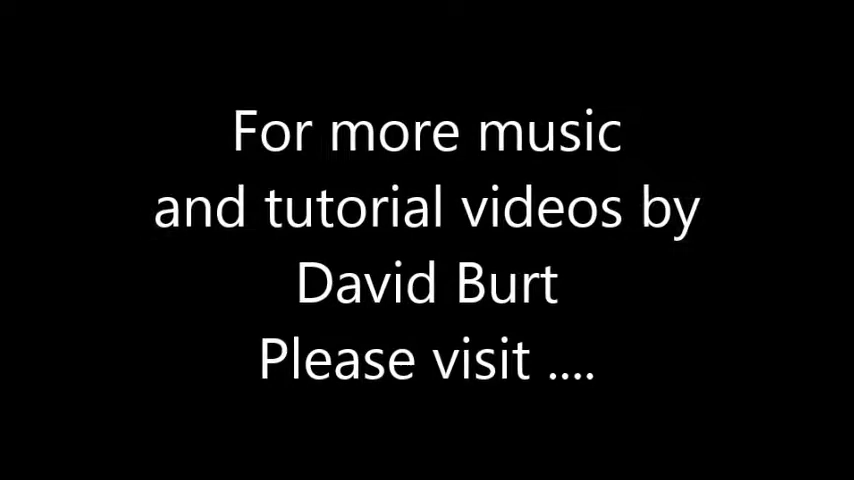 For more music
and tutorial videos by
David Burt
Please visit ....